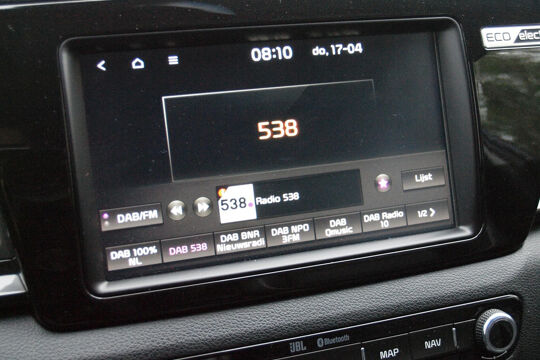 08:10 do, 17-04
ECO elect
538
538 Radio 538
Lijst
DAB/FM
DAB 100%
NL
DAB 538
DAB BNR
Nieuwsradi
DAB NPO
3FM
DAB
Qmusic
DAB Radio
10
1/2
JBL Bluetooth
MAP
NAV